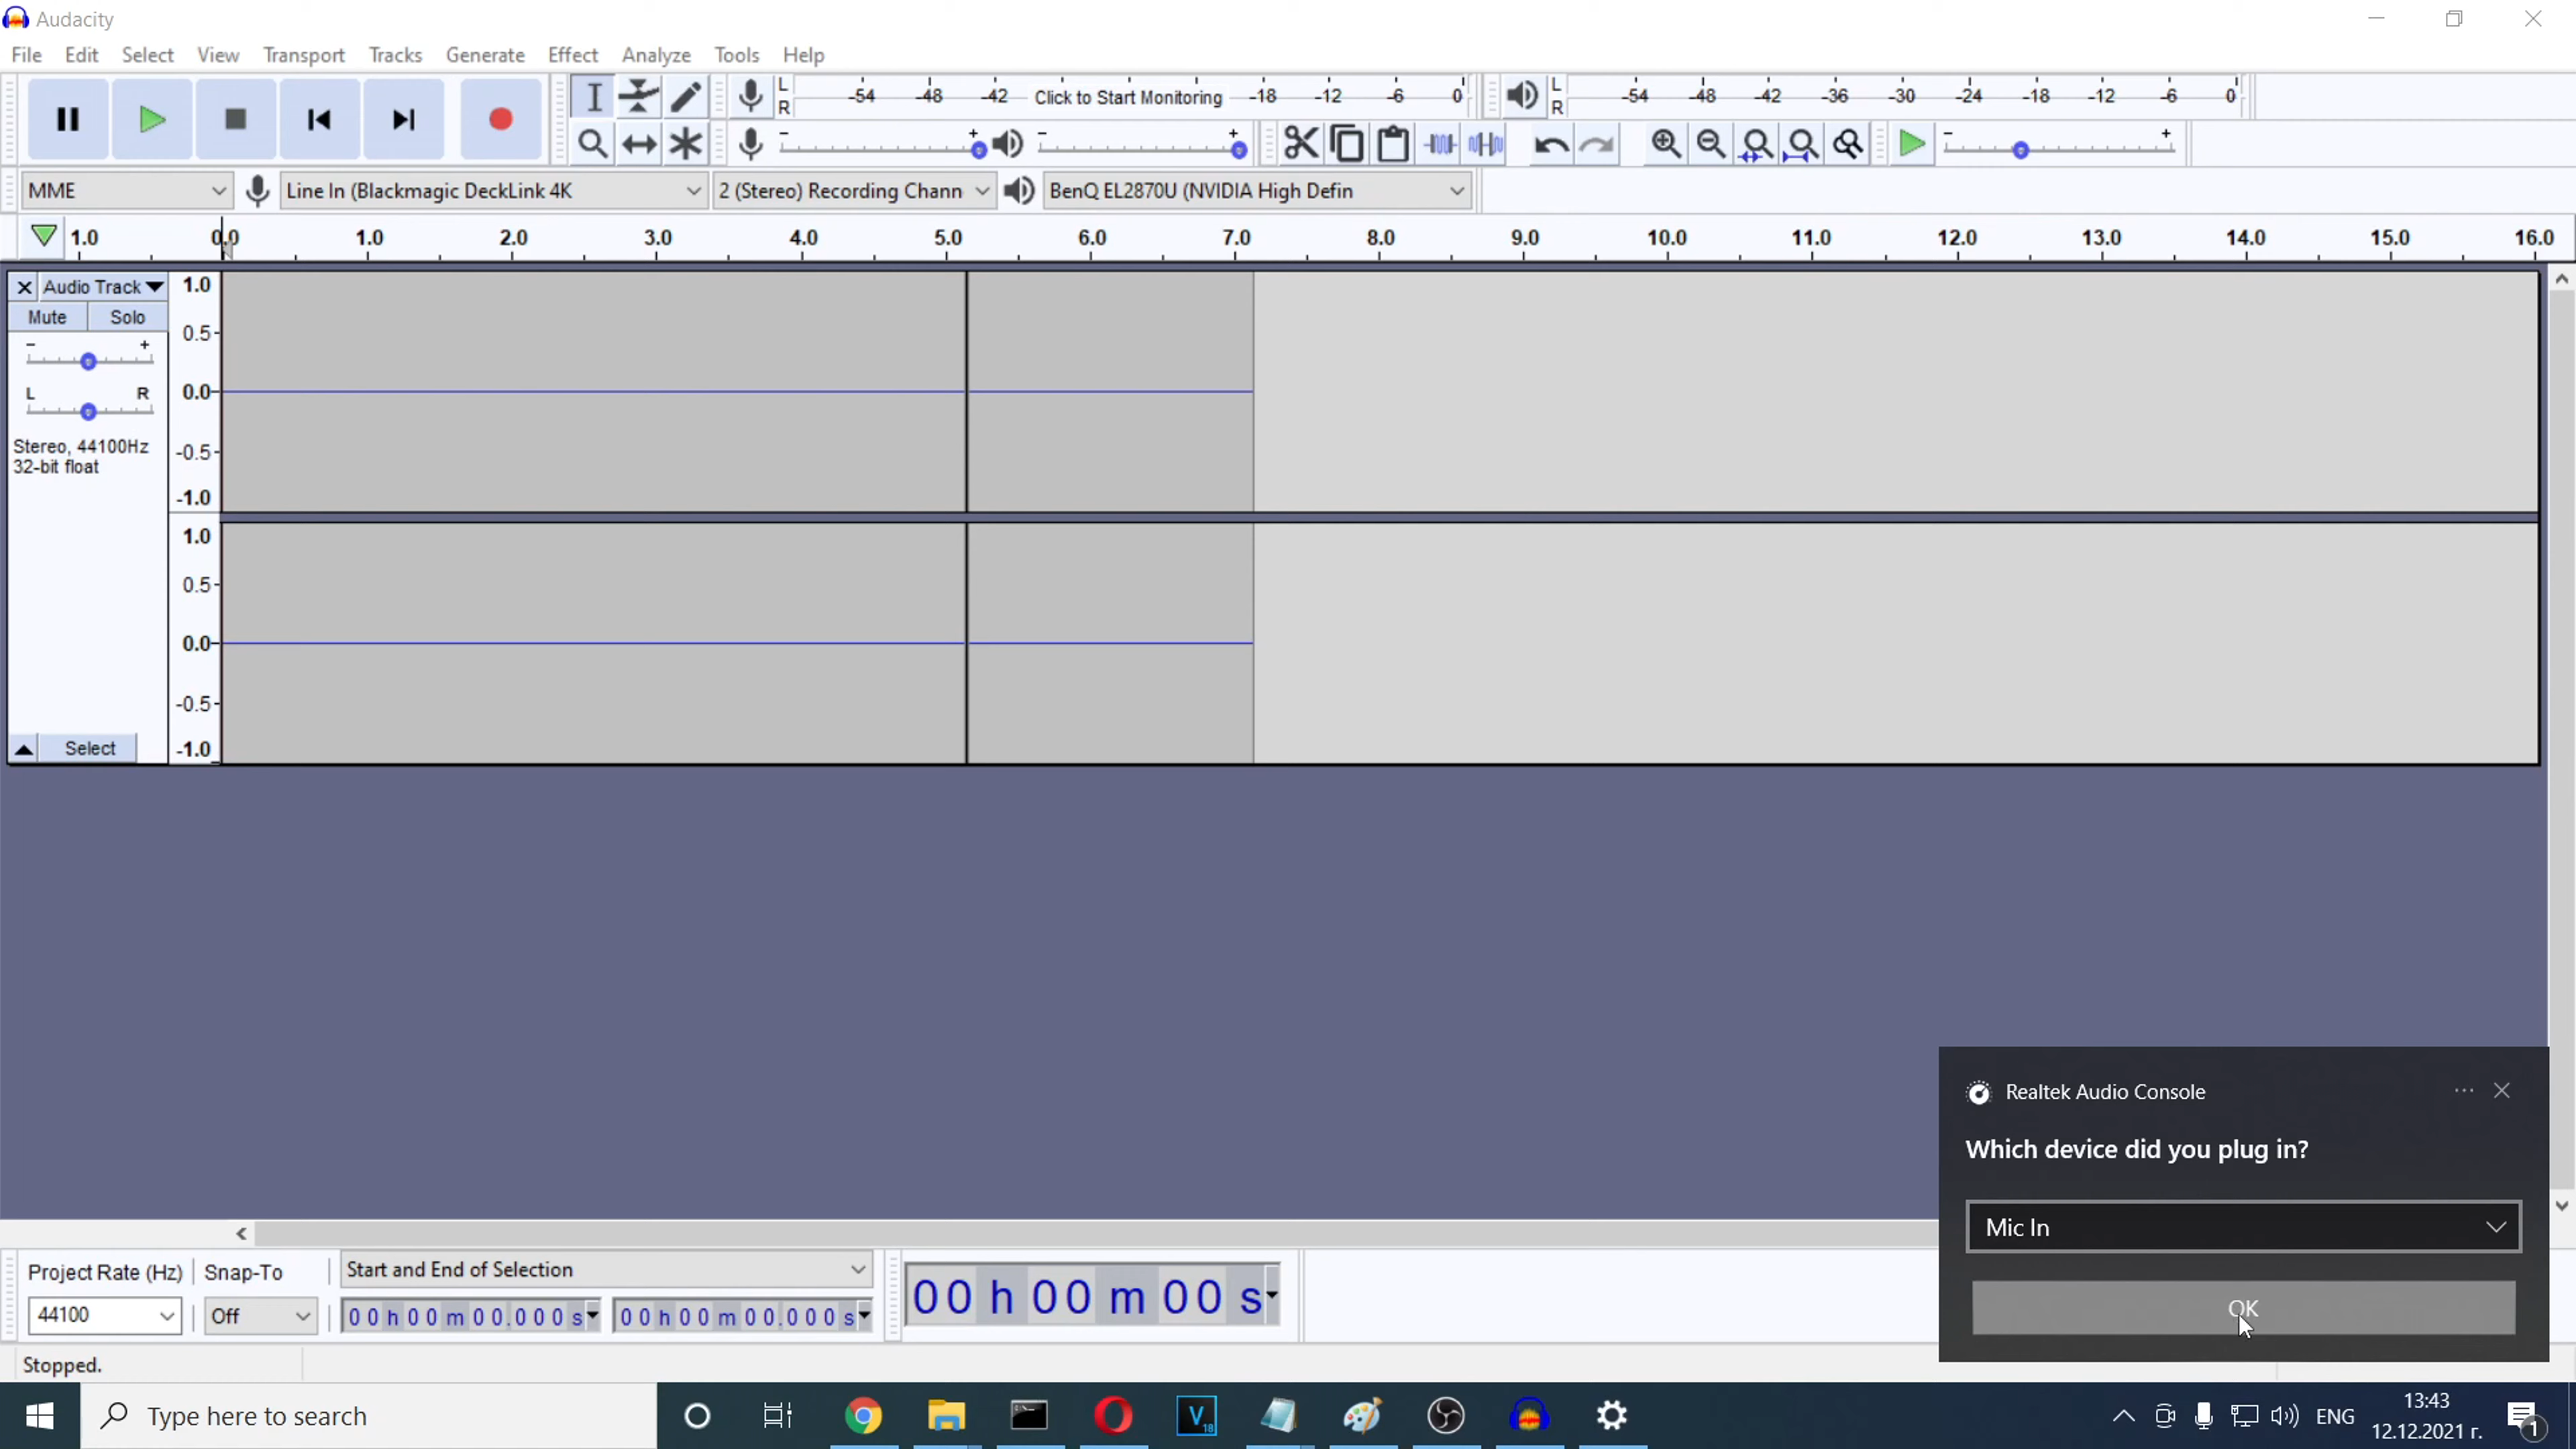 Audacity
File Edit Select View Transport Tracks Generate Effect Analyze Tools Help
L R -54 -48 -42 Click to Start Monitoring -18 -12 -6 0 L R -54 -48 -42 -36 -30 -24 -18 -12 -6 0
- + - + - +
MME Line In (Blackmagic DeckLink 4K 2 (Stereo) Recording Chann BenQ EL2870U (NVIDIA High Defin
1.0 0.0 1.0 2.0 3.0 4.0 5.0 6.0 7.0 8.0 9.0 10.0 11.0 12.0 13.0 14.0 15.0 16.0
Audio Track 1.0
Mute Solo
0.5
- +
L R 0.0
Stereo, 44100Hz
32-bit float
-0.5
-1.0
1.0
0.5
0.0
-0.5
Select -1.0
Realtek Audio Console
Which device did you plug in?
Mic In
OK
Project Rate (Hz) Snap-To Start and End of Selection
44100 Off 00 h 00 m 00.000 s 00 h 00 m 00.000 s 00 h 00 m 00 s
Stopped.
Type here to search
V 18
ENG
13:43
12.12.2021 г.
1